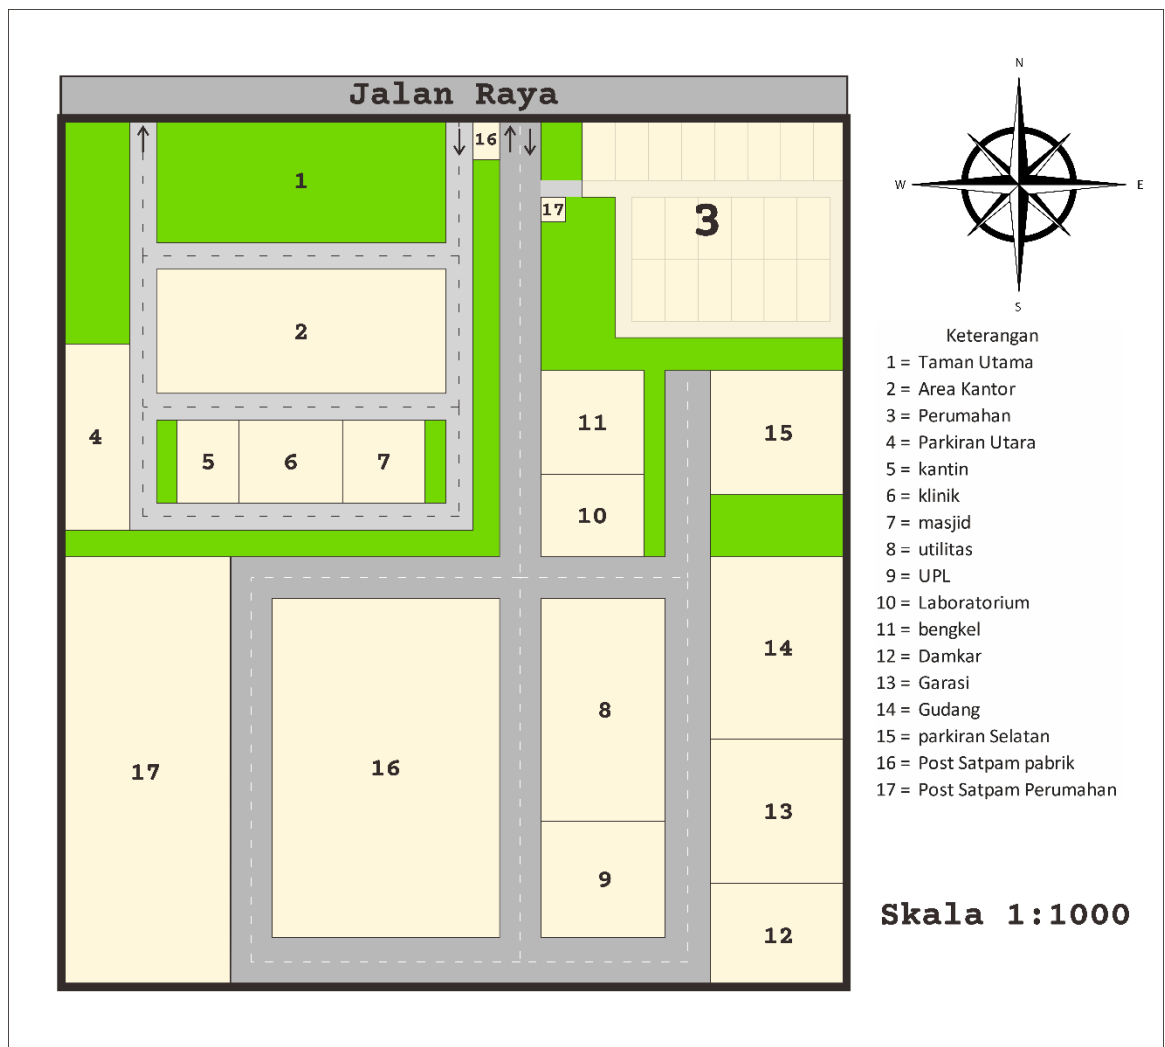 Jalan Raya
N
W
E
S
16
1
17
3
2
4
5
6
7
11
15
10
14
8
17
16
13
9
12
Keterangan
1 = Taman Utama
2 = Area Kantor
3 = Perumahan
4 = Parkiran Utara
5 = kantin
6 = klinik
7 = masjid
8 = utilitas
9 = UPL
10 = Laboratorium
11 = bengkel
12 = Damkar
13 = Garasi
14 = Gudang
15 = parkiran Selatan
16 = Post Satpam pabrik
17 = Post Satpam Perumahan
Skala 1:1000